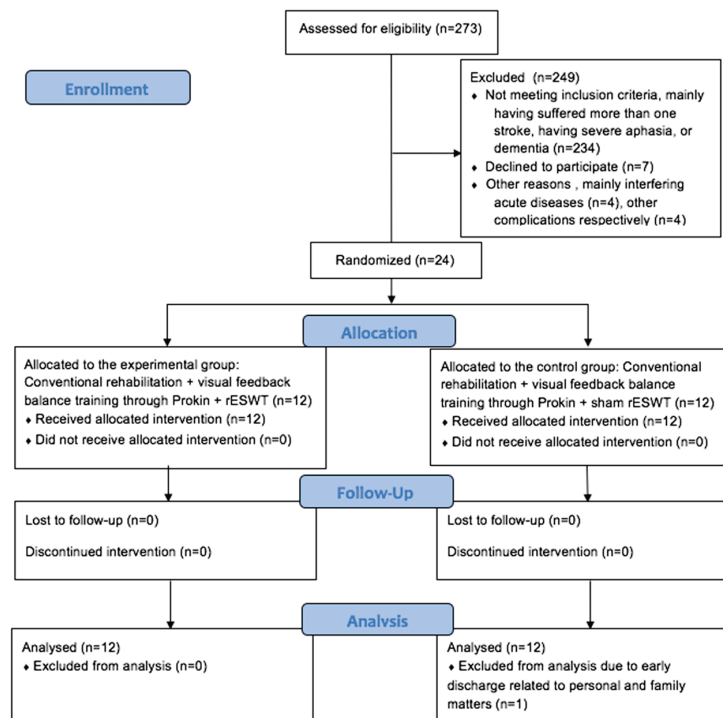 Assessed for eligibility (n=273)
Enrollment
Excluded  (n=249)
♦ Not meeting inclusion criteria, mainly
having suffered more than one
stroke, having severe aphasia, or
dementia (n=234)
♦ Declined to participate (n=7)
♦ Other reasons , mainly interfering
acute diseases (n=4), other
complications respectively (n=4)
Randomized (n=24)
Allocation
Allocated to the experimental group:
Conventional rehabilitation + visual feedback
balance training through Prokin + rESWT (n=12)
♦ Received allocated intervention (n=12)
♦ Did not receive allocated intervention (n=0)
Allocated to the control group: Conventional
rehabilitation + visual feedback balance
training through Prokin + sham rESWT (n=12)
♦ Received allocated intervention (n=12)
♦ Did not receive allocated intervention (n=0)
Follow-Up
Lost to follow-up (n=0)
Discontinued intervention (n=0)
Lost to follow-up (n=0)
Discontinued intervention (n=0)
Analysis
Analysed (n=12)
♦ Excluded from analysis (n=0)
Analysed (n=12)
♦ Excluded from analysis due to early
discharge related to personal and family
matters (n=1)